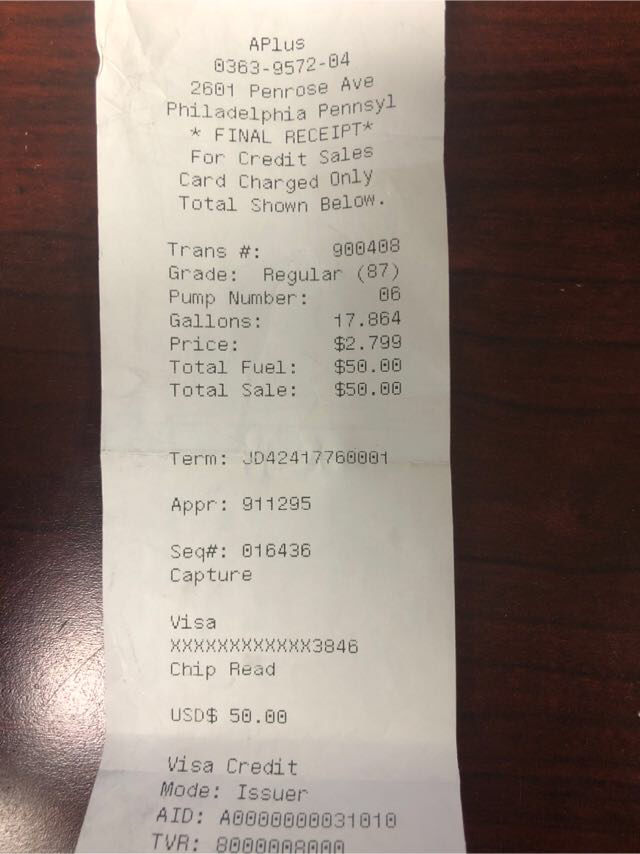 APlus
0363-9572-04
2601 Penrose Ave
Philadelphia Pennsyl
* FINAL RECEIPT*
For Credit Sales
Card Charged Only
Total Shown Below.
Trans #: 900408
Grade: Regular (87)
Pump Number: 06
Gallons: 17.864
Price: $2.799
Total Fuel: $50.00
Total Sale: $50.00
Term: JD42417760001
Appr: 911295
Seq#: 016436
Capture
Visa
XXXXXXXXXXXX3846
Chip Read
USD$ 50.00
Visa Credit
Mode: Issuer
AID: A0000000031010
TVR: 8000008000